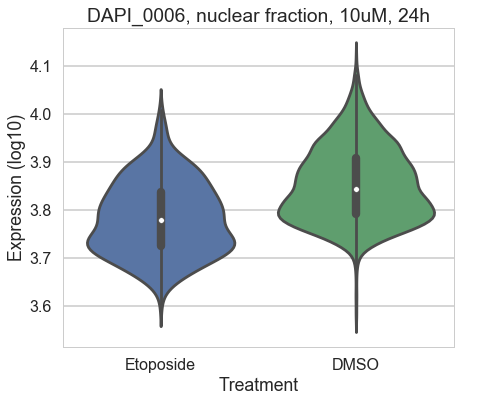 DAPI_0006, nuclear fraction, 10uM, 24h
Expression (log10)
4.1
4.0
3.9
3.8
3.7
3.6
Etoposide DMSO
Treatment